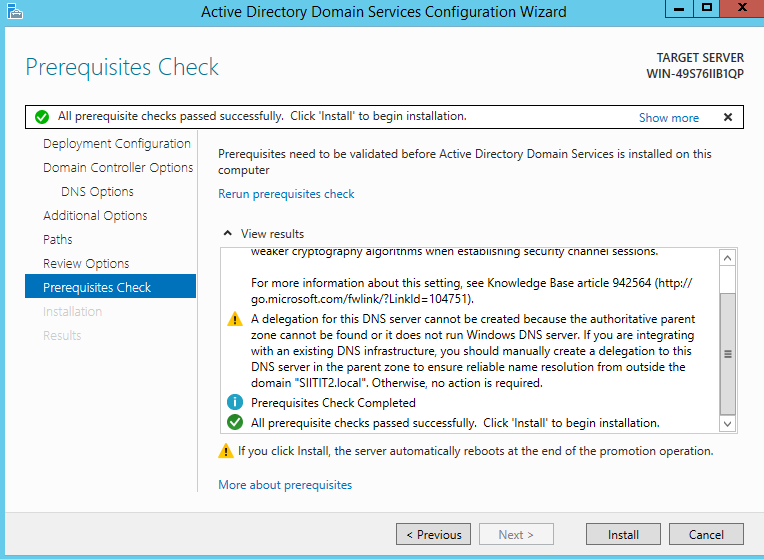 Active Directory Domain Services Configuration Wizard
Prerequisites Check
TARGET SERVER
WIN-49S76IIB1QP
All prerequisite checks passed successfully.  Click 'Install' to begin installation.
Show more
Deployment Configuration
Domain Controller Options
DNS Options
Additional Options
Paths
Review Options
Prerequisites Check
Installation
Results
Prerequisites need to be validated before Active Directory Domain Services is installed on this
computer
Rerun prerequisites check
View results
weaker cryptography algorithms when establishing security channel sessions.
For more information about this setting, see Knowledge Base article 942564 (http://
go.microsoft.com/fwlink/?LinkId=104751).
A delegation for this DNS server cannot be created because the authoritative parent
zone cannot be found or it does not run Windows DNS server. If you are integrating
with an existing DNS infrastructure, you should manually create a delegation to this
DNS server in the parent zone to ensure reliable name resolution from outside the
domain "SIITIT2.local". Otherwise, no action is required.
Prerequisites Check Completed
All prerequisite checks passed successfully.  Click 'Install' to begin installation.
If you click Install, the server automatically reboots at the end of the promotion operation.
More about prerequisites
< Previous
Next >
Install
Cancel